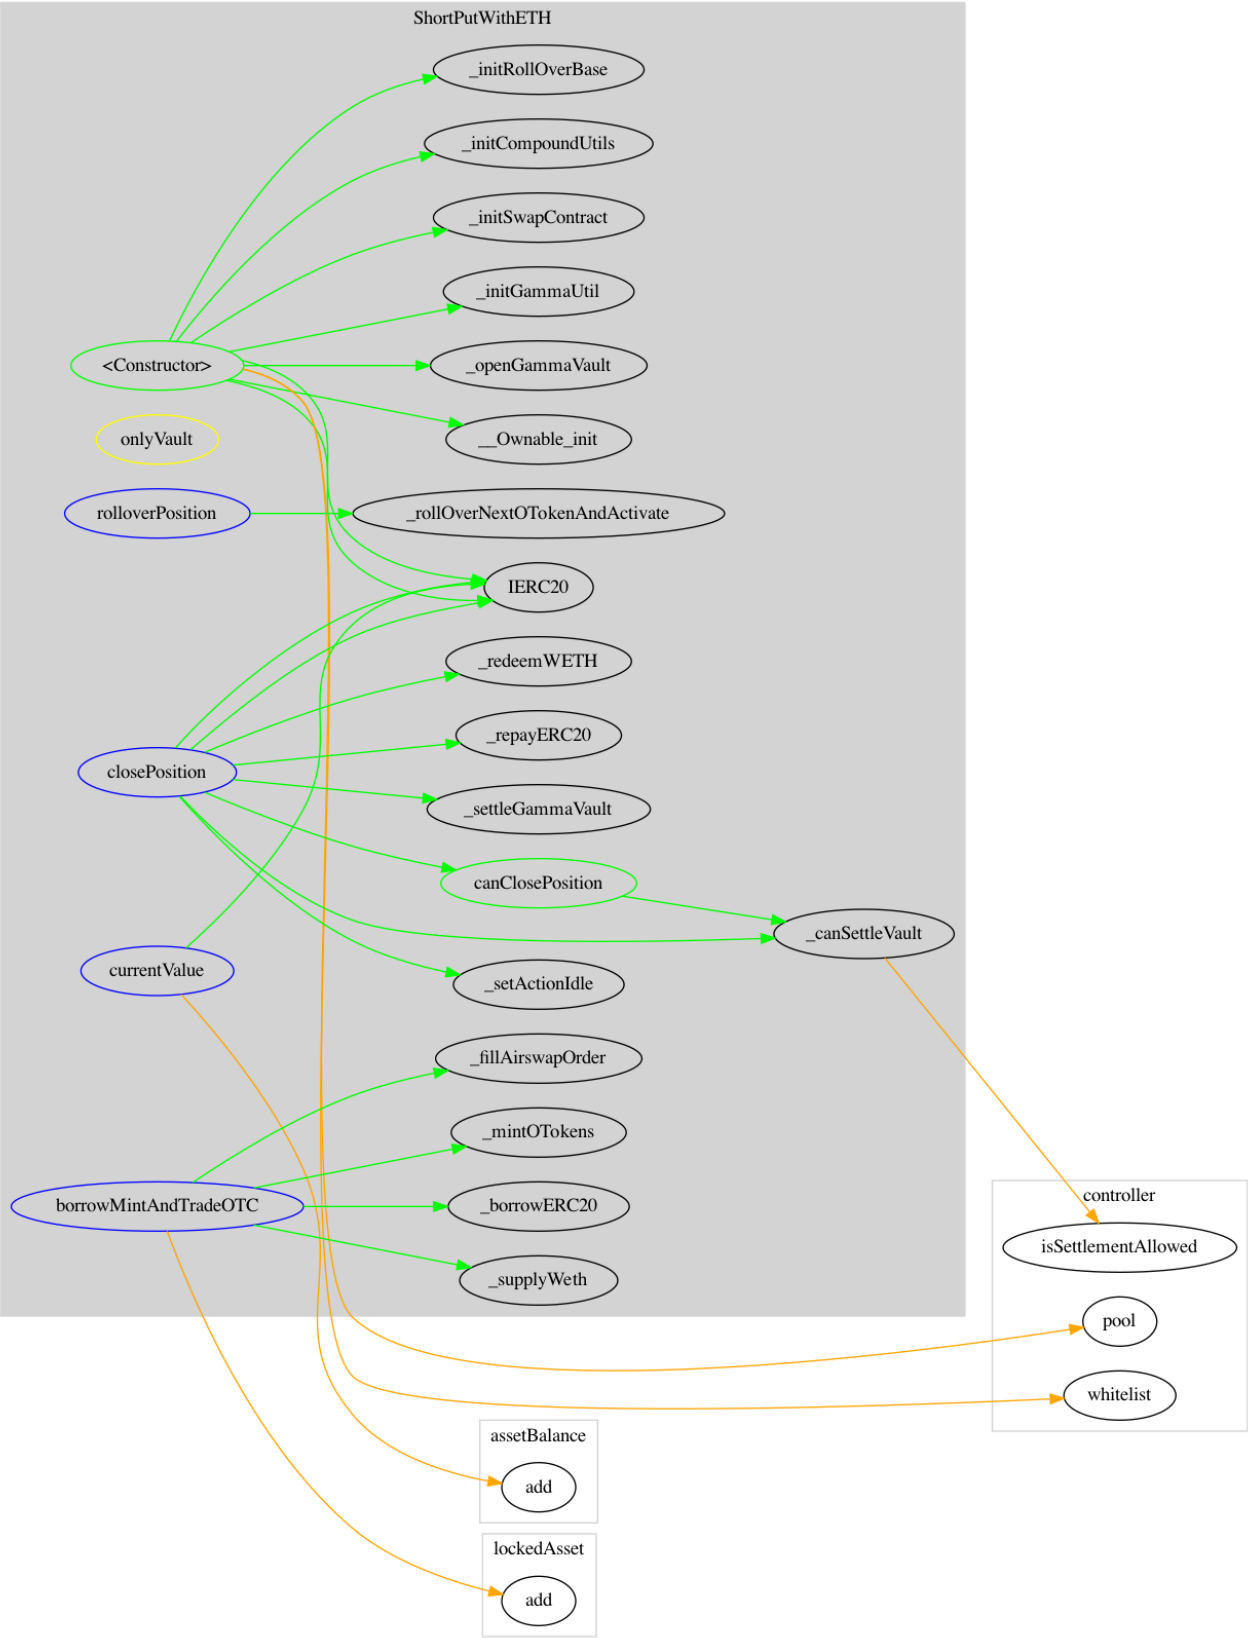 ShortPutWithETH
_initRollOverBase
_initCompoundUtils
_initSwapContract
_initGammaUtil
<Constructor>
_openGammaVault
onlyVault
__Ownable_init
rolloverPosition
_rollOverNextOTokenAndActivate
IERC20
_redeemWETH
_repayERC20
closePosition
_settleGammaVault
canClosePosition
_canSettleVault
currentValue
_setActionIdle
_fillAirswapOrder
_mintOTokens
borrowMintAndTradeOTC
_borrowERC20
_supplyWeth
controller
isSettlementAllowed
pool
whitelist
assetBalance
add
lockedAsset
add